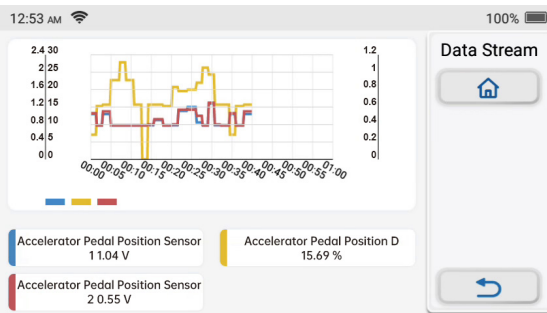 12:53 AM 100%
Data Stream
2.4 30 1.2
2 25 1
1.6 20 0.8
1.2 15 0.6
0.8 10 0.4
0.4 5 0.2
0 0 0
00:00 00:05 00:10 00:15 00:20 00:25 00:30 00:35 00:40 00:45 00:50 00:55 01:00
Accelerator Pedal Position Sensor
1 1.04 V
Accelerator Pedal Position D
15.69 %
Accelerator Pedal Position Sensor
2 0.55 V